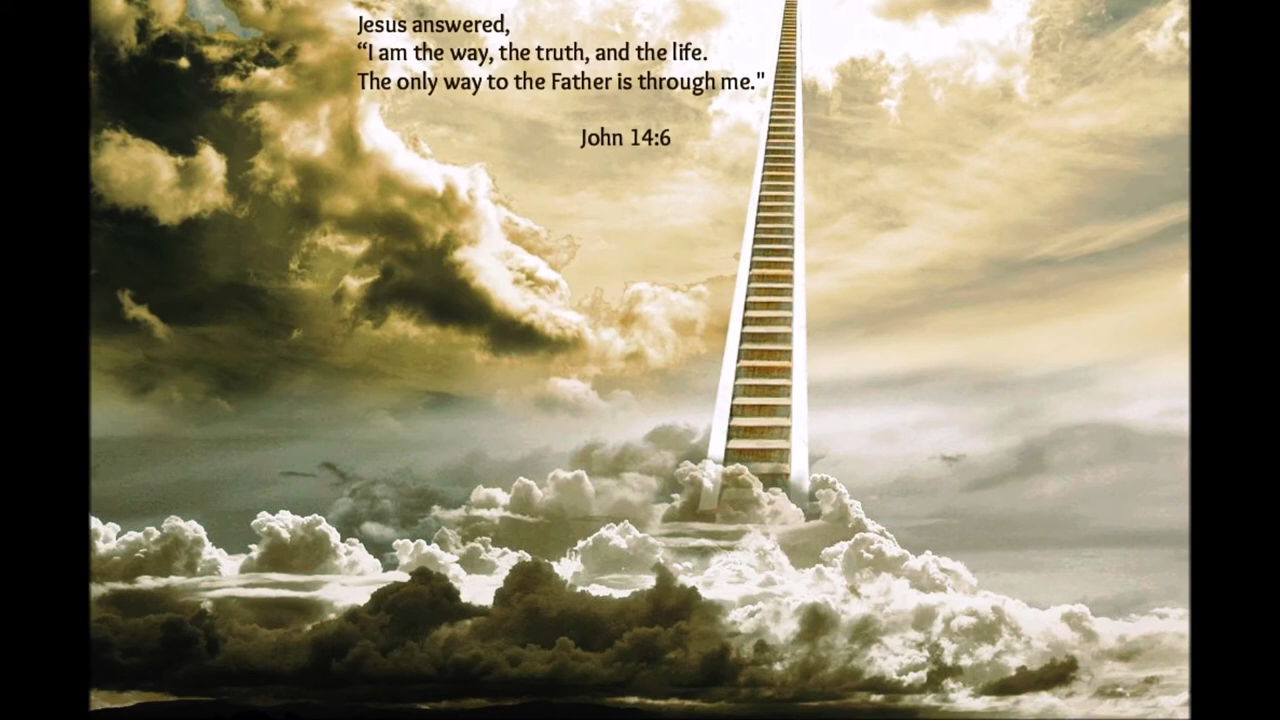 Jesus answered,
“I am the way, the truth, and the life.
The only way to the Father is through me."
John 14:6